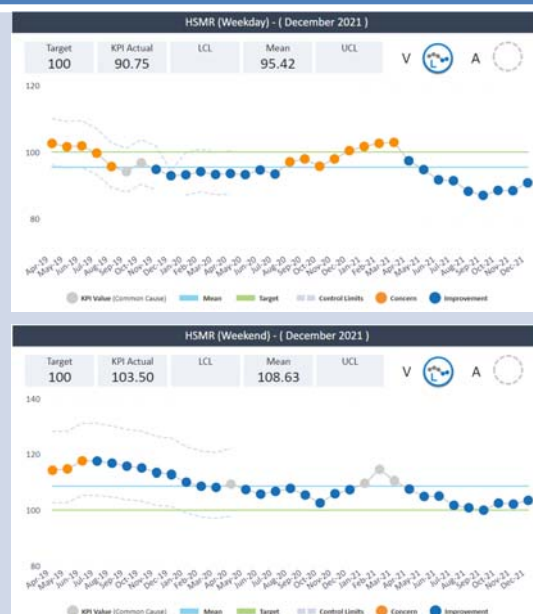 HSMR (Weekday) - ( December 2021 )
Target KPI Actual LCL Mean UCL
100 90.75 95.42
V L A
120
100
80
Apr-19 May-19 Jun-19 Jul-19 Aug-19 Sep-19 Oct-19 Nov-19 Dec-19 Jan-20 Feb-20 Mar-20 Apr-20 May-20 Jun-20 Jul-20 Aug-20 Sep-20 Oct-20 Nov-20 Dec-20 Jan-21 Feb-21 Mar-21 Apr-21 May-21 Jun-21 Jul-21 Aug-21 Sep-21 Oct-21 Nov-21 Dec-21
KPI Value (Common Cause) Mean Target Control Limits Concern Improvement
HSMR (Weekend) - ( December 2021 )
Target KPI Actual LCL Mean UCL
100 103.50 108.63
V L A
140
120
100
80
Apr-19 May-19 Jun-19 Jul-19 Aug-19 Sep-19 Oct-19 Nov-19 Dec-19 Jan-20 Feb-20 Mar-20 Apr-20 May-20 Jun-20 Jul-20 Aug-20 Sep-20 Oct-20 Nov-20 Dec-20 Jan-21 Feb-21 Mar-21 Apr-21 May-21 Jun-21 Jul-21 Aug-21 Sep-21 Oct-21 Nov-21 Dec-21
KPI Value (Common Cause) Mean Target Control Limits Concern Improvement